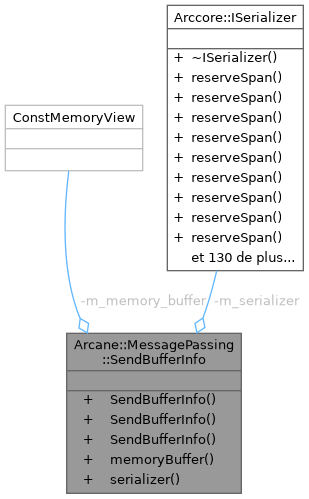 Arccore::ISerializer
+ ~ISerializer()
+ reserveSpan()
+ reserveSpan()
+ reserveSpan()
+ reserveSpan()
+ reserveSpan()
+ reserveSpan()
+ reserveSpan()
+ reserveSpan()
+ reserveSpan()
et 130 de plus...
ConstMemoryView
-m_memory_buffer
-m_serializer
Arcane::MessagePassing
::SendBufferInfo
+ SendBufferInfo()
+ SendBufferInfo()
+ SendBufferInfo()
+ memoryBuffer()
+ serializer()